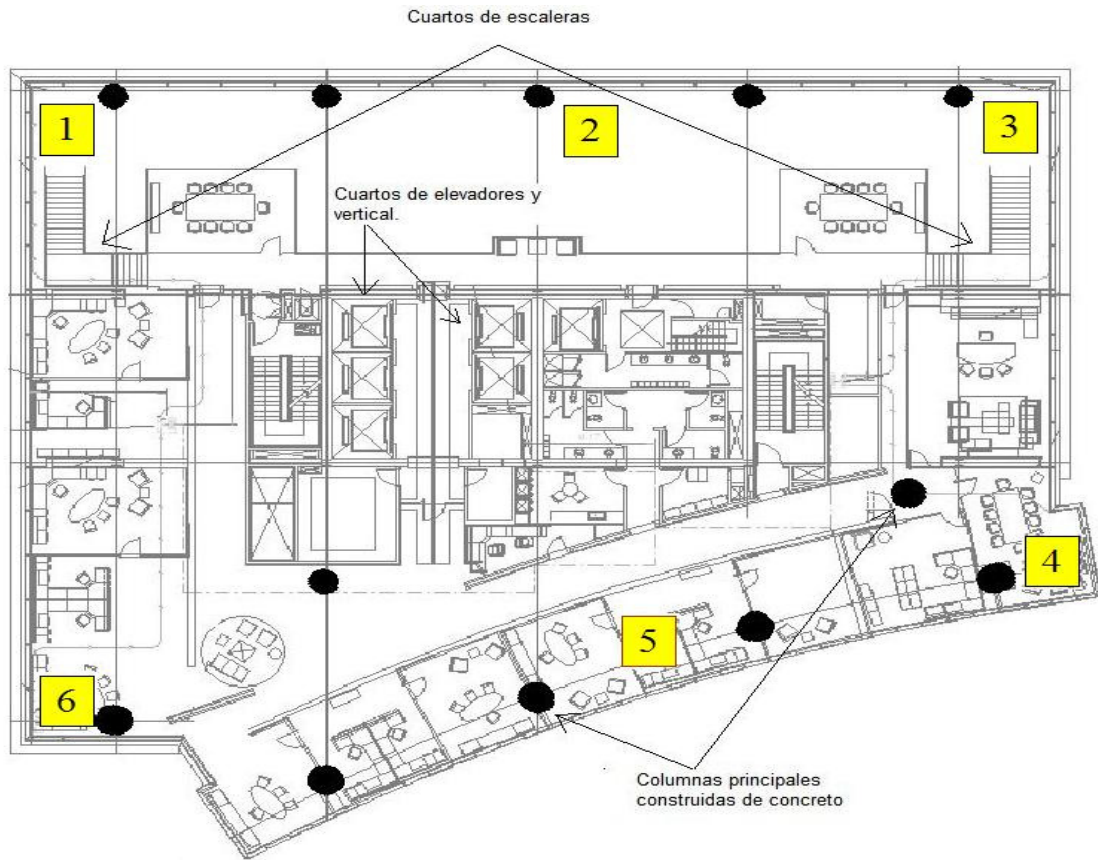 Cuartos de escaleras
1
2
3
Cuartos de elevadores y
vertical.
4
5
6
Columnas principales
construidas de concreto